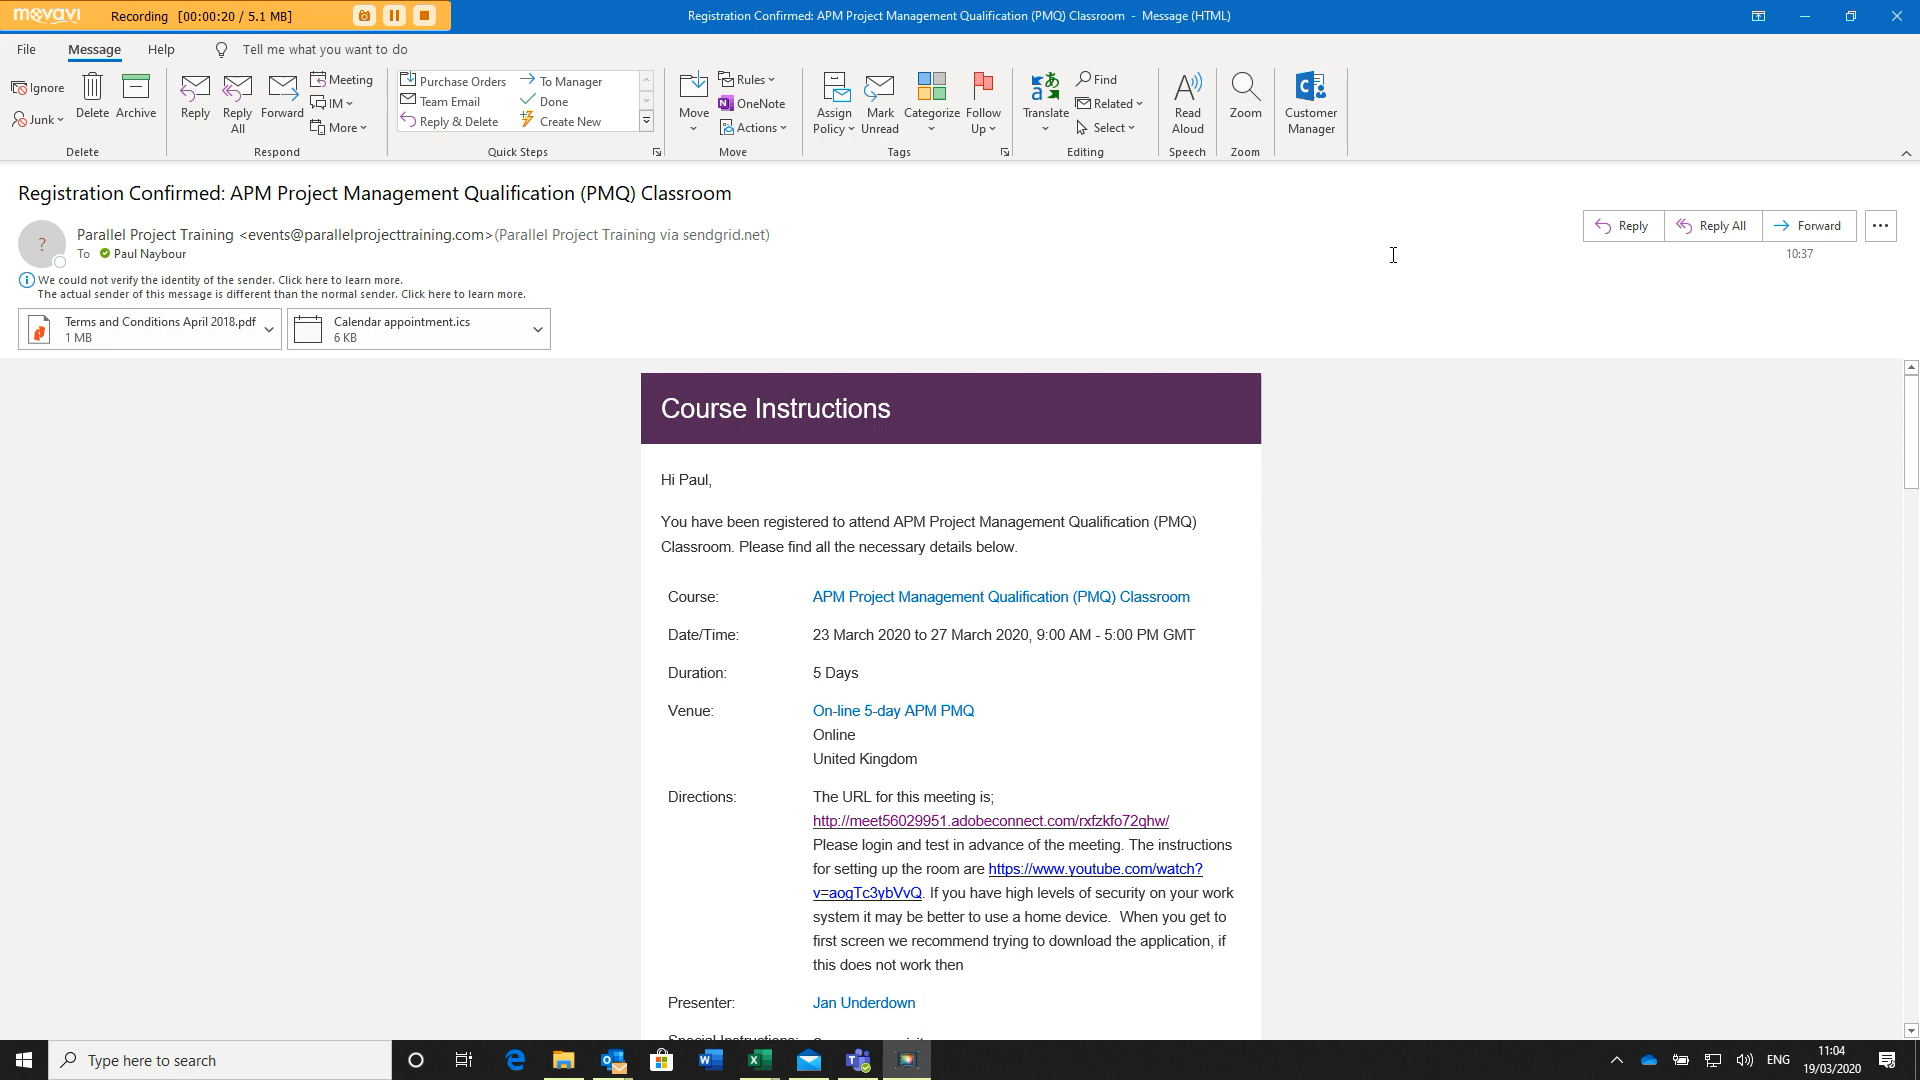 movavi Recording [00:00:20 / 5.1 MB]
Registration Confirmed: APM Project Management Qualification (PMQ) Classroom - Message (HTML)
File Message Help Tell me what you want to do
Ignore
Junk
Delete
Archive
Delete
Reply
Reply All
Forward
Meeting
IM
More
Respond
Purchase Orders
Team Email
Reply & Delete
To Manager
Done
Create New
Quick Steps
Move
Rules
OneNote
Actions
Move
Assign Policy
Mark Unread
Categorize
Follow Up
Tags
Translate
Find
Related
Select
Editing
Read Aloud
Speech
Zoom
Zoom
Customer Manager
Registration Confirmed: APM Project Management Qualification (PMQ) Classroom
?
Parallel Project Training <events@parallelprojecttraining.com>(Parallel Project Training via sendgrid.net)
To Paul Naybour
Reply Reply All Forward
10:37
We could not verify the identity of the sender. Click here to learn more.
The actual sender of this message is different than the normal sender. Click here to learn more.
Terms and Conditions April 2018.pdf
1 MB
Calendar appointment.ics
6 KB
Course Instructions
Hi Paul,
You have been registered to attend APM Project Management Qualification (PMQ)
Classroom. Please find all the necessary details below.
Course: APM Project Management Qualification (PMQ) Classroom
Date/Time: 23 March 2020 to 27 March 2020, 9:00 AM - 5:00 PM GMT
Duration: 5 Days
Venue: On-line 5-day APM PMQ
Online
United Kingdom
Directions: The URL for this meeting is;
http://meet56029951.adobeconnect.com/rxfzkfo72qhw/
Please login and test in advance of the meeting. The instructions
for setting up the room are https://www.youtube.com/watch?
v=aogTc3ybVvQ. If you have high levels of security on your work
system it may be better to use a home device.  When you get to
first screen we recommend trying to download the application, if
this does not work then
Presenter: Jan Underdown
Type here to search
ENG
11:04
19/03/2020